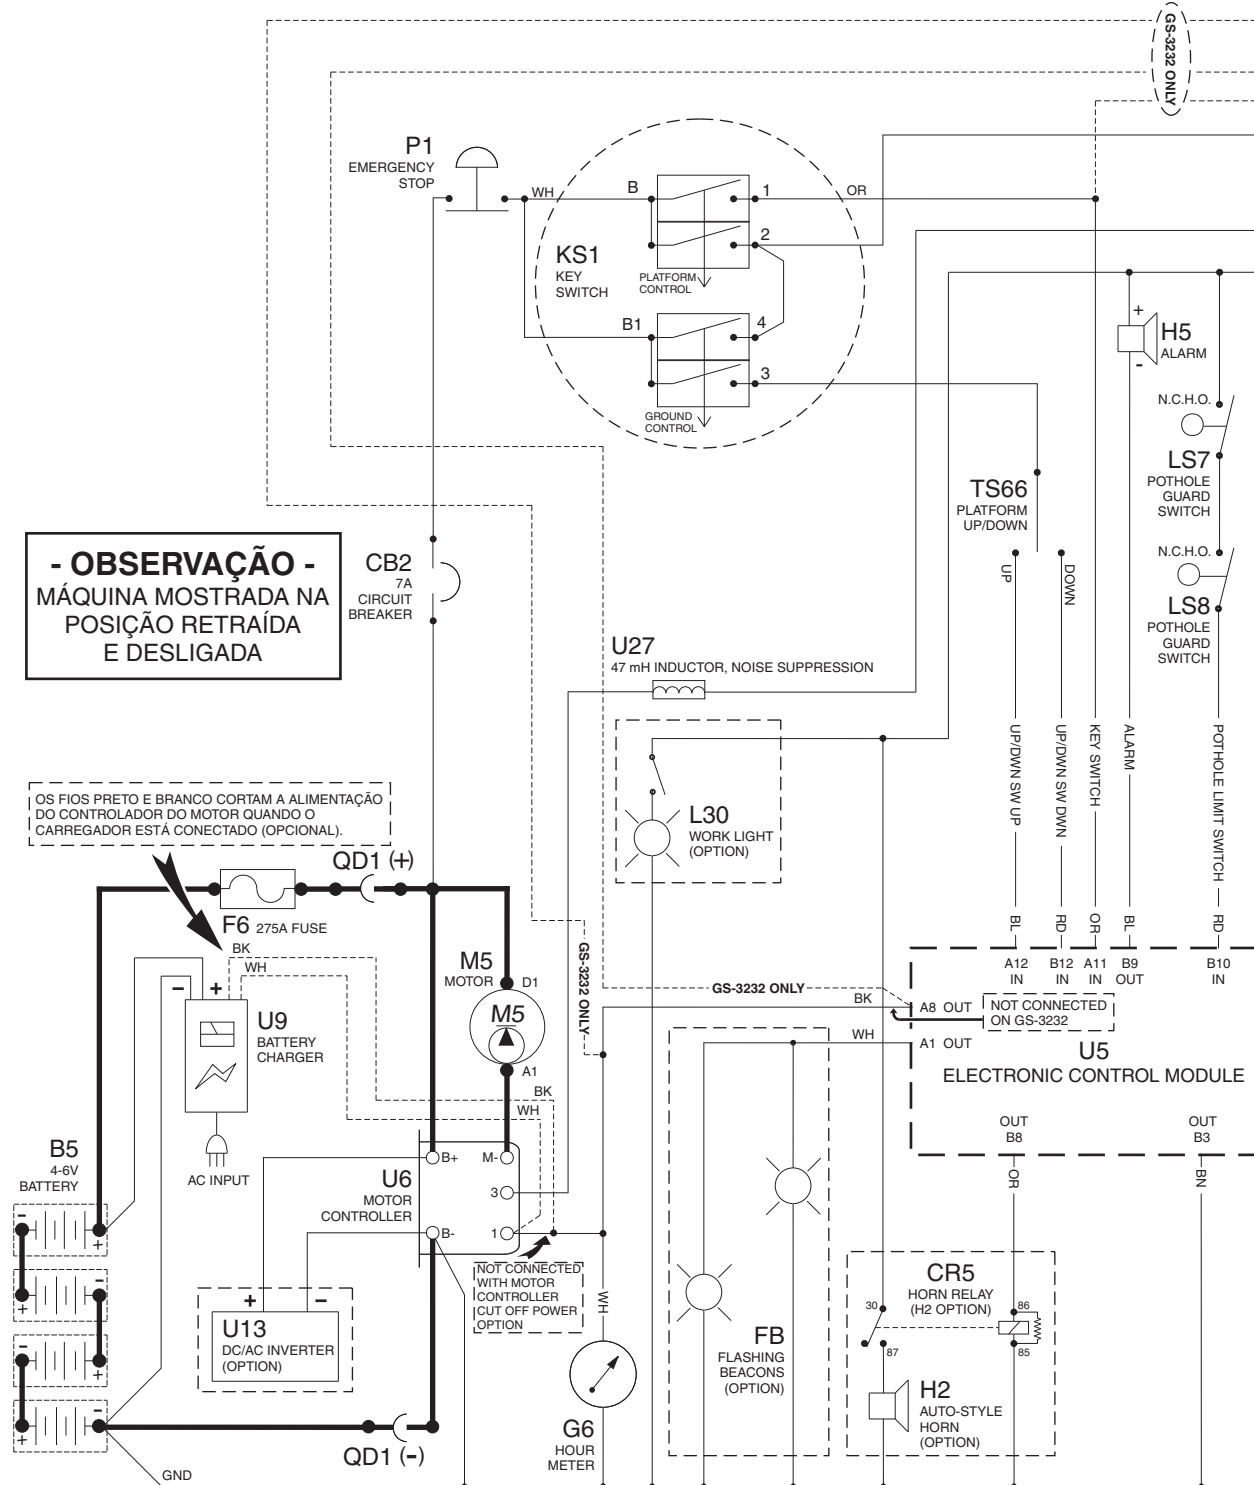 GS-3232 ONLY
P1
EMERGENCY
STOP
WH
B
1
OR
2
KS1
KEY
SWITCH
PLATFORM
CONTROL
B1
4
3
GROUND
CONTROL
+
H5
ALARM
-
N.C.H.O.
LS7
POTHOLE
GUARD
SWITCH
TS66
PLATFORM
UP/DOWN
UP
DOWN
N.C.H.O.
LS8
POTHOLE
GUARD
SWITCH
- OBSERVAÇÃO -
MÁQUINA MOSTRADA NA
POSIÇÃO RETRAÍDA
E DESLIGADA
CB2
7A
CIRCUIT
BREAKER
U27
47 mH INDUCTOR, NOISE SUPPRESSION
UP/DWN SW UP
UP/DWN SW DWN
KEY SWITCH
ALARM
POTHOLE LIMIT SWITCH
L30
WORK LIGHT
(OPTION)
OS FIOS PRETO E BRANCO CORTAM A ALIMENTAÇÃO
DO CONTROLADOR DO MOTOR QUANDO O
CARREGADOR ESTÁ CONECTADO (OPCIONAL).
QD1 (+)
F6 275A FUSE
BK
WH
BL
RD
OR
BL
RD
A12
IN
B12
IN
A11
IN
B9
OUT
B10
IN
M5
MOTOR
D1
M5
A1
GS-3232 ONLY
GS-3232 ONLY
BK
A8 OUT
NOT CONNECTED
ON GS-3232
WH
A1 OUT
U5
ELECTRONIC CONTROL MODULE
- +
U9
BATTERY
CHARGER
AC INPUT
BK
WH
OUT
B8
OUT
B3
OR
BN
B5
4-6V
BATTERY
-
+
-
+
-
+
-
+
U6
MOTOR
CONTROLLER
B+
M-
3
B-
1
NOT CONNECTED
WITH MOTOR
CONTROLLER
CUT OFF POWER
OPTION
WH
+ -
U13
DC/AC INVERTER
(OPTION)
CR5
HORN RELAY
(H2 OPTION)
30
87
86
85
FB
FLASHING
BEACONS
(OPTION)
H2
AUTO-STYLE
HORN
(OPTION)
G6
HOUR
METER
QD1 (-)
GND